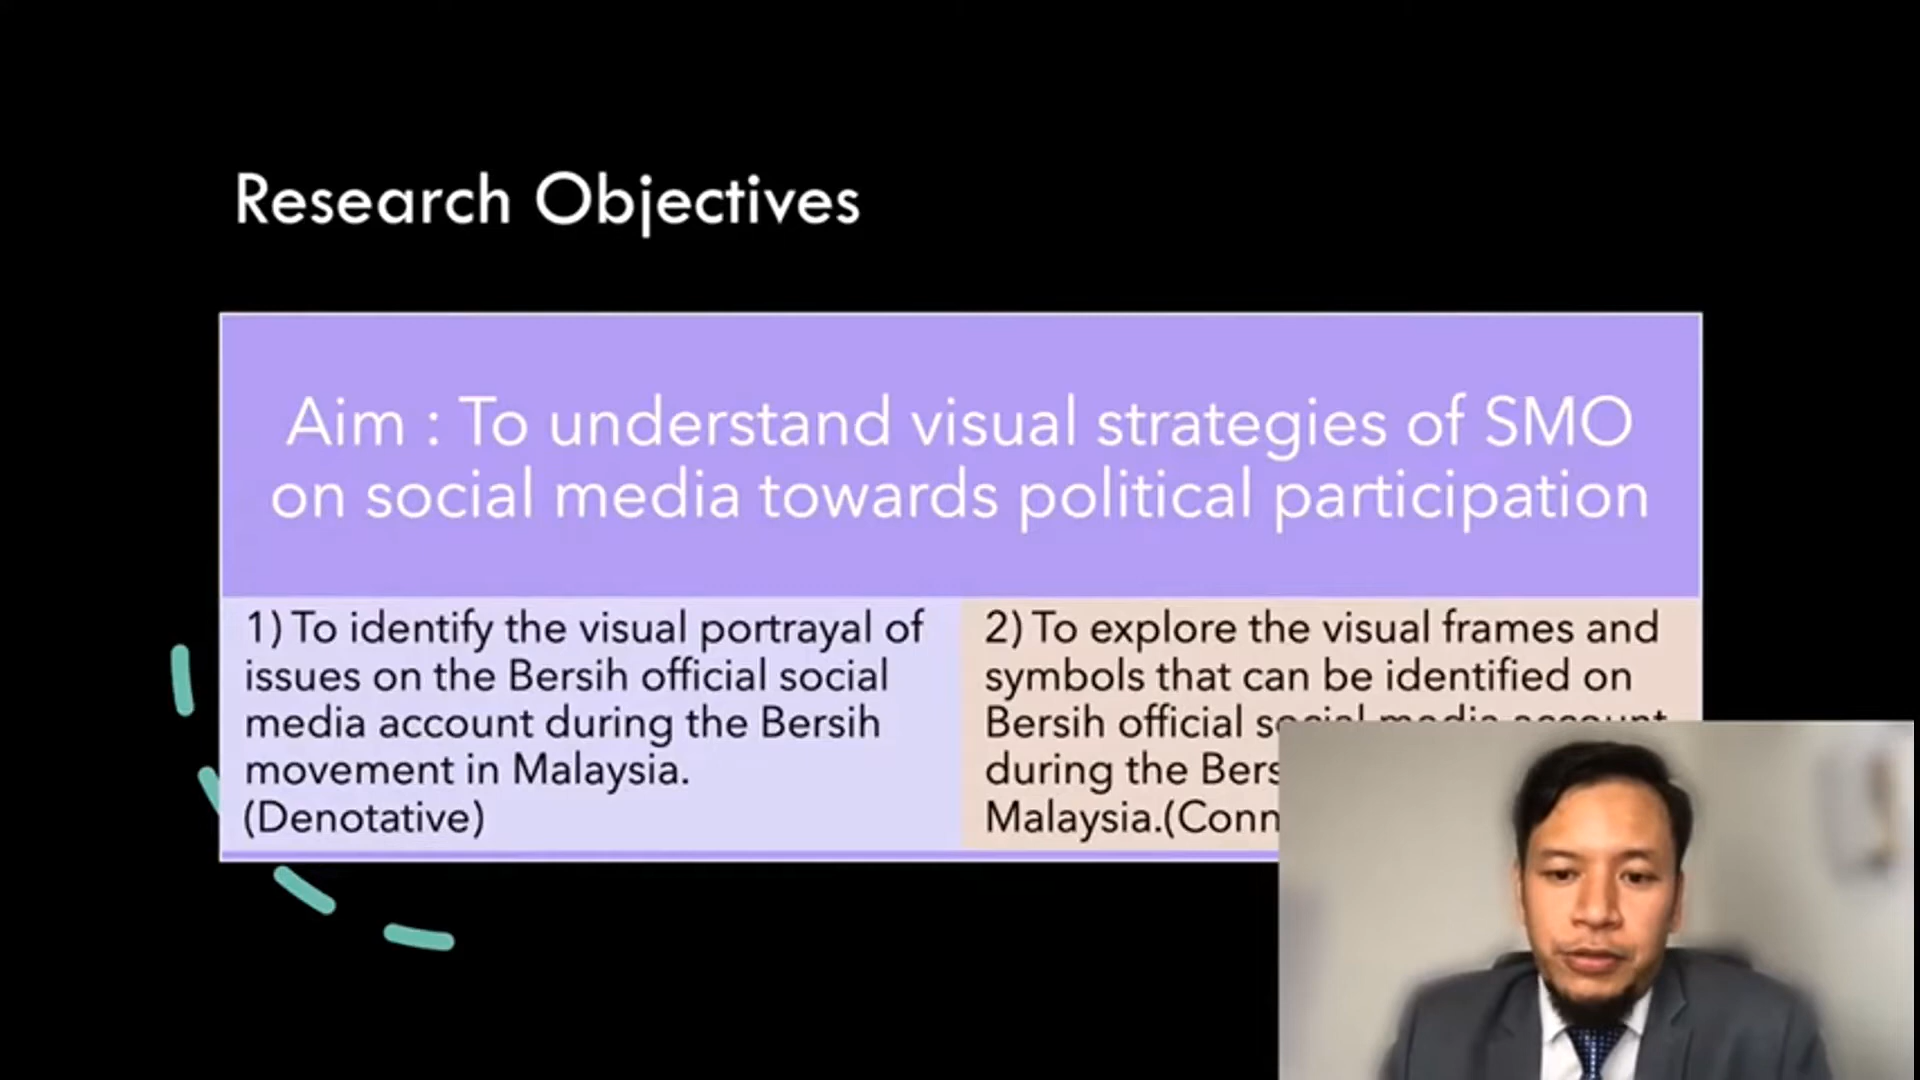 Research Objectives
Aim : To understand visual strategies of SMO
on social media towards political participation
1) To identify the visual portrayal of
issues on the Bersih official social
media account during the Bersih
movement in Malaysia.
(Denotative)
2) To explore the visual frames and
symbols that can be identified on
Bersih official social media account
during the
Malaysia.